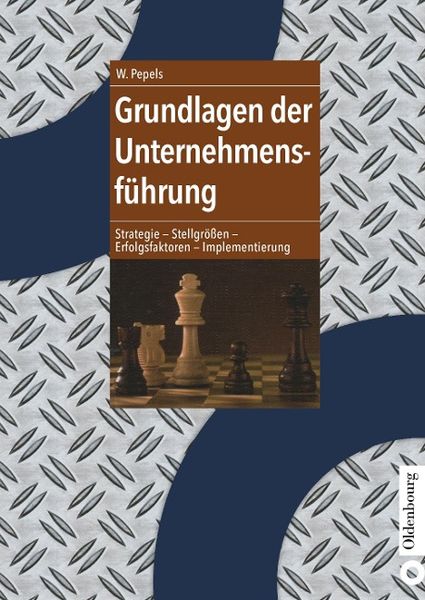 W. Pepels
Grundlagen der
Unternehmens-
führung
Strategie – Stellgrößen –
Erfolgsfaktoren – Implementierung
Oldenbourg